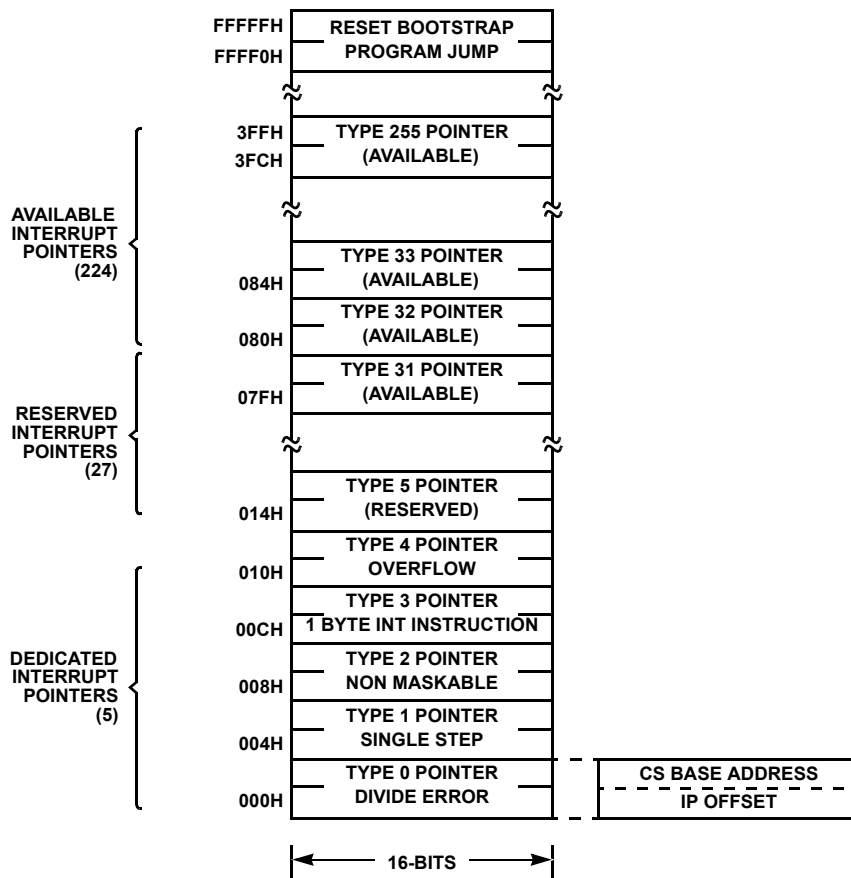 FFFFFH
RESET BOOTSTRAP
PROGRAM JUMP
FFFF0H
3FFH
TYPE 255 POINTER
(AVAILABLE)
3FCH
AVAILABLE
INTERRUPT
POINTERS
(224)
TYPE 33 POINTER
(AVAILABLE)
084H
TYPE 32 POINTER
(AVAILABLE)
080H
TYPE 31 POINTER
(AVAILABLE)
07FH
RESERVED
INTERRUPT
POINTERS
(27)
TYPE 5 POINTER
(RESERVED)
014H
TYPE 4 POINTER
OVERFLOW
010H
TYPE 3 POINTER
1 BYTE INT INSTRUCTION
00CH
DEDICATED
INTERRUPT
POINTERS
(5)
TYPE 2 POINTER
NON MASKABLE
008H
TYPE 1 POINTER
SINGLE STEP
004H
TYPE 0 POINTER
DIVIDE ERROR
000H
CS BASE ADDRESS
IP OFFSET
16-BITS